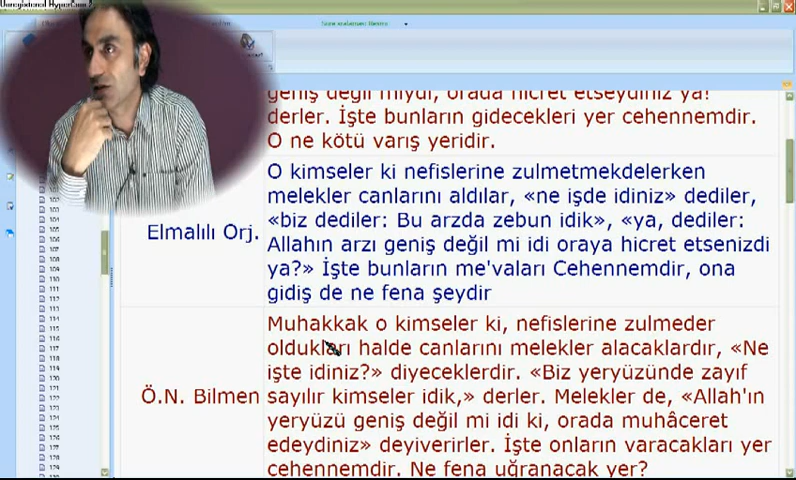 Unregistered HyperCam 2
geniş değil miydi, orada hicret etseydiniz ya!
derler. İşte bunların gidecekleri yer cehennemdir.
O ne kötü varış yeridir.
Elmalılı Orj.
O kimseler ki nefislerine zulmetmekdelerken
melekler canlarını aldılar, «ne işde idiniz» dediler,
«biz dediler: Bu arzda zebun idik», «ya, dediler:
Allahın arzı geniş değil mi idi oraya hicret etsenizdi
ya?» İşte bunların me'vaları Cehennemdir, ona
gidiş de ne fena şeydir
Ö.N. Bilmen
Muhakkak o kimseler ki, nefislerine zulmeder
oldukları halde canlarını melekler alacaklardır, «Ne
işte idiniz?» diyeceklerdir. «Biz yeryüzünde zayıf
sayılır kimseler idik,» derler. Melekler de, «Allah'ın
yeryüzü geniş değil mi idi ki, orada muhâceret
edeydiniz» deyiverirler. İşte onların varacakları yer
cehennemdir. Ne fena uğranacak yer?